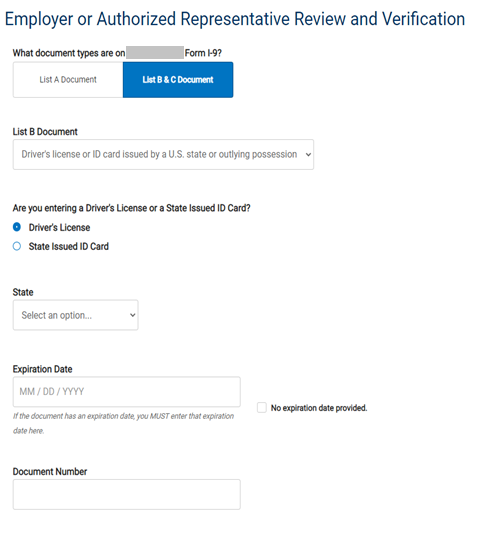 Employer or Authorized Representative Review and Verification
What document types are on Form I-9?
List A Document
List B & C Document
List B Document
Driver's license or ID card issued by a U.S. state or outlying possession
Are you entering a Driver's License or a State Issued ID Card?
Driver's License
State Issued ID Card
State
Select an option...
Expiration Date
MM / DD / YYYY
No expiration date provided.
If the document has an expiration date, you MUST enter that expiration
date here.
Document Number